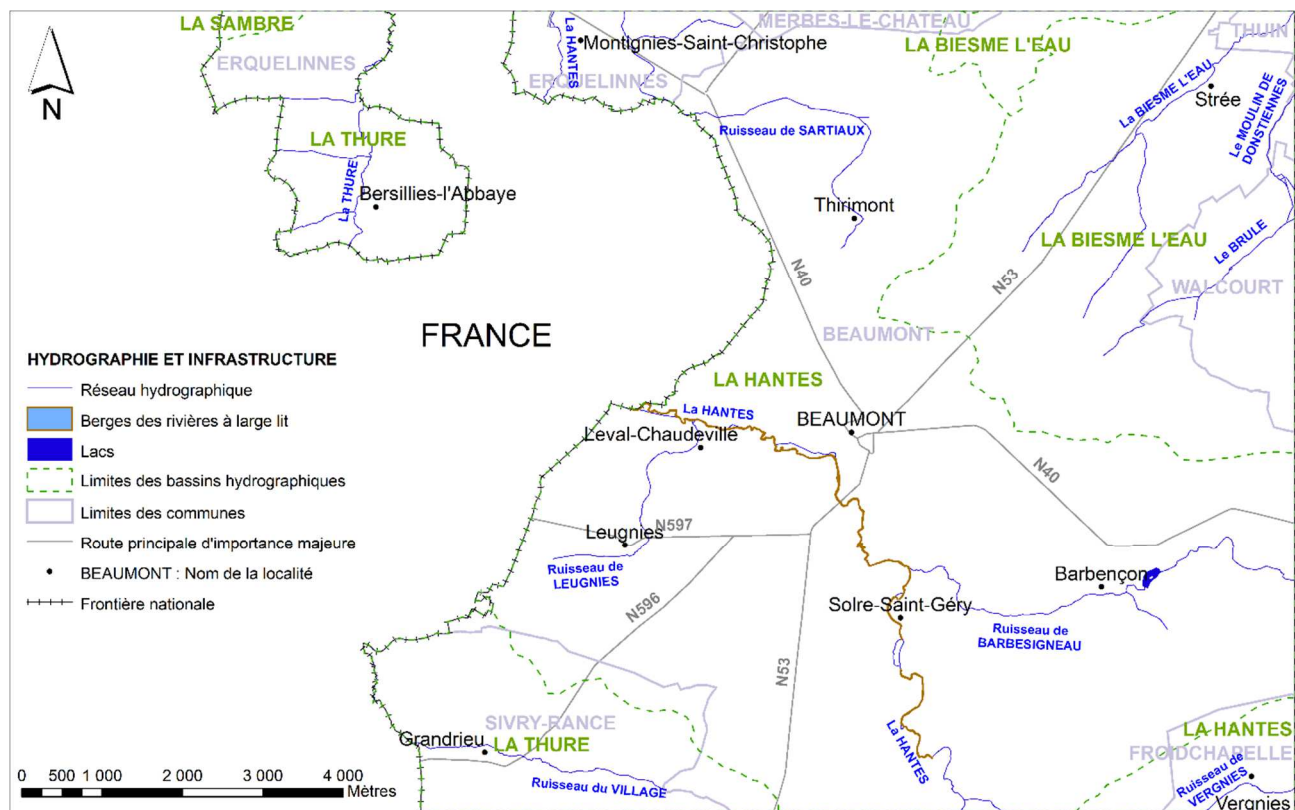 LA SAMBRE
ERQUELINNES
La HANTES
Montignies-Saint-Christophe
MERBES-LE-CHATEAU
LA BIESME L'EAU
THUIN
N
ERQUELINNES
La BIESME L'EAU
Strée
Le MOULIN DE
DONSTIENNES
LA THURE
Ruisseau de SARTIAUX
La THURE
Bersillies-l'Abbaye
Thirimont
LA BIESME L'EAU
Le BRULE
N40
N53
WALCOURT
FRANCE
BEAUMONT
HYDROGRAPHIE ET INFRASTRUCTURE
Réseau hydrographique
Berges des rivières à large lit
Lacs
Limites des bassins hydrographiques
Limites des communes
Route principale d'importance majeure
BEAUMONT : Nom de la localité
Frontière nationale
LA HANTES
La HANTES
BEAUMONT
Leval-Chaudeville
N40
N597
Leugnies
Ruisseau de
LEUGNIES
Barbençon
N596
Solre-Saint-Géry
Ruisseau de
BARBESIGNEAU
N53
SIVRY-RANCE
Grandrieu
LA THURE
La HANTES
LA HANTES
FROIDCHAPELLE
Ruisseau du VILLAGE
Ruisseau de
VERGNIES
Vergnies
0 500 1 000 2 000 3 000 4 000
Mètres